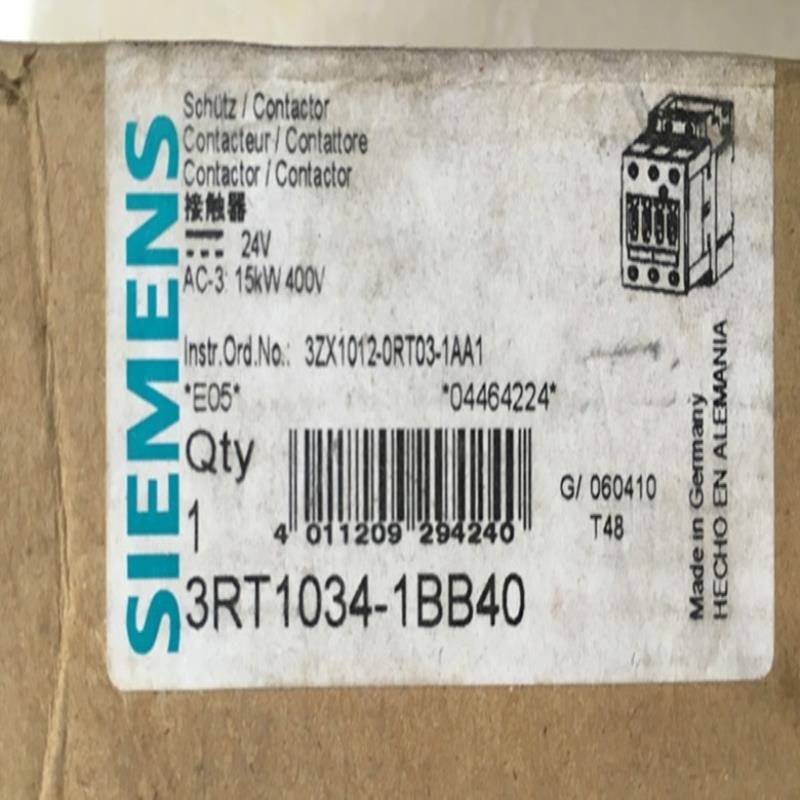 SIEMENS
Schütz / Contactor
Contacteur / Contattore
Contactor / Contactor
接触器
24V
AC-3: 15kW 400V
Instr.Ord.No.: 3ZX1012-0RT03-1AA1
*E05* *04464224*
Qty
1
4 011209 294240
G/ 060410
T48
3RT1034-1BB40
Made in Germany
HECHO EN ALEMANIA